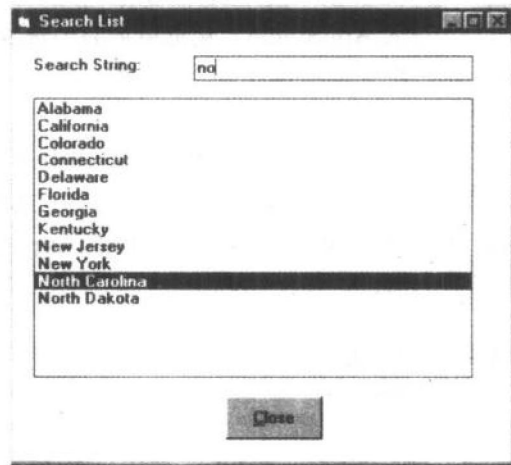 Search List
Search String:
no
Alabama
California
Colorado
Connecticut
Delaware
Florida
Georgia
Kentucky
New Jersey
New York
North Carolina
North Dakota
Close